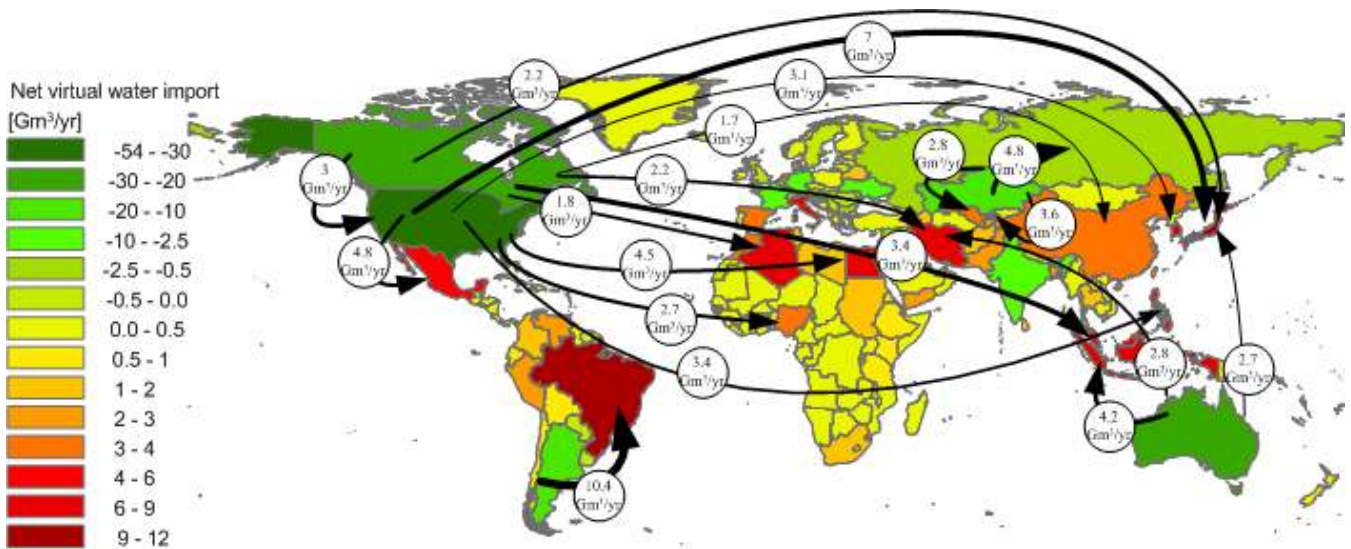 Net virtual water import
[Gm³/yr]
-54 - -30
-30 - -20
-20 - -10
-10 - -2.5
-2.5 - -0.5
-0.5 - 0.0
0.0 - 0.5
0.5 - 1
1 - 2
2 - 3
3 - 4
4 - 6
6 - 9
9 - 12
7
Gm³/yr
2.2
Gm³/yr
3.1
Gm³/yr
1.7
Gm³/yr
3
Gm³/yr
2.2
Gm³/yr
2.8
Gm³/yr
4.8
Gm³/yr
1.8
Gm³/yr
3.6
Gm³/yr
4.8
Gm³/yr
4.5
Gm³/yr
3.4
Gm³/yr
2.7
Gm³/yr
3.4
Gm³/yr
2.8
Gm³/yr
2.7
Gm³/yr
4.2
Gm³/yr
10.4
Gm³/yr